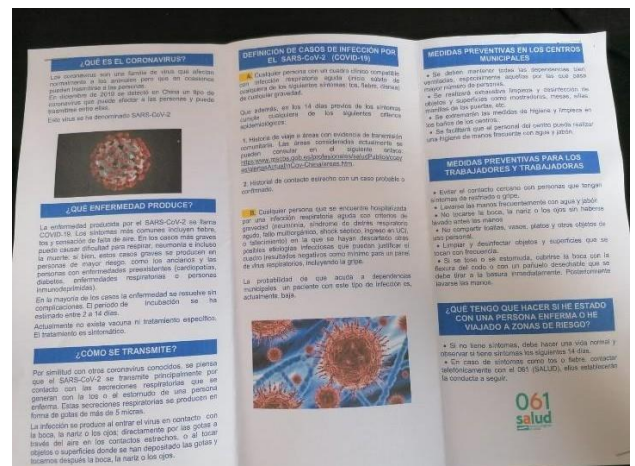 ¿QUÉ ES EL CORONAVIRUS?
Los coronavirus son una familia de virus que afectan
normalmente a los animales pero que en ocasiones
pueden trasmitirse a las personas.
En diciembre de 2019 se detectó en China un tipo de
coronavirus que puede afectar a las personas y puede
trasmitirse entre ellas.
Este virus se ha denominado SARS-CoV-2
¿QUÉ ENFERMEDAD PRODUCE?
La enfermedad producida por el SARS-CoV-2 se llama
COVID-19. Los síntomas más comunes incluyen fiebre,
tos y sensación de falta de aire. En los casos más graves
puede causar dificultad para respirar, neumonía e incluso
la muerte; si bien, estos casos graves se producen en
personas de mayor riesgo como los ancianos y las
personas con enfermedades preexistentes (cardiopatías,
diabetes, enfermedades respiratorias o personas
inmunodeprimidas).
En la mayoría de los casos la enfermedad se resuelve sin
complicaciones. El periodo de incubación se ha
estimado entre 2 a 14 días.
Actualmente no existe vacuna ni tratamiento específico.
El tratamiento es sintomático.
¿CÓMO SE TRANSMITE?
Por similitud con otros coronavirus conocidos, se piensa
que el SARS-CoV-2 se transmite principalmente por
contacto con las secreciones respiratorias que se
generan con la tos o el estornudo de una persona
enferma. Estas secreciones respiratorias se producen en
forma de gotas de más de 5 micras.
La infección se produce al entrar el virus en contacto con
la boca, la nariz o los ojos; directamente por las gotas a
través del aire en los contactos estrechos, o al tocar
objetos o superficies donde se han depositado las gotas y
tocarnos después la boca, la nariz o los ojos.
DEFINICIÓN DE CASOS DE INFECCIÓN POR
EL SARS-CoV-2 (COVID-19)
A. Cualquier persona con un cuadro clínico compatible
con infección respiratoria aguda (inicio súbito de
cualquiera de los siguientes síntomas: tos, fiebre, disnea)
de cualquier gravedad.
Que además, en los 14 días previos de los síntomas
cumple cualquiera de los siguientes criterios
epidemiológicos:
1. Historia de viaje a áreas con evidencia de transmisión
comunitaria. Las áreas consideradas actualmente se
pueden consultar en el siguiente enlace:
2. Historial de contacto estrecho con un caso probable o
confirmado.
B. Cualquier persona que se encuentre hospitalizada
por una infección respiratoria aguda con criterios de
gravedad (neumonía, síndrome de distrés respiratorio
agudo, fallo multiorgánico, shock séptico, ingreso en UCI,
o fallecimiento) en la que se hayan descartado otras
posibles etiologías infecciosas que puedan justificar el
cuadro (resultados negativos como mínimo para un panel
de virus respiratorios, incluyendo la gripe.
La probabilidad de que acuda a dependencias
municipales un paciente con este tipo de infección es,
actualmente, baja.
MEDIDAS PREVENTIVAS EN LOS CENTROS
MUNICIPALES
• Se deben mantener todas las dependencias bien
ventiladas, especialmente aquellas por las que pasa
mayor número de personas.
• Se realizará exhaustiva limpieza y desinfección de
objetos y superficies como mostradores, mesas, sillas,
manillas de las puertas, etc.
• Se extremarán las medidas de higiene y limpieza en
los baños de los centros.
• Se facilitará que el personal del centro pueda realizar
una higiene de manos frecuente con agua y jabón.
MEDIDAS PREVENTIVAS PARA LOS
TRABAJADORES Y TRABAJADORAS
• Evitar el contacto cercano con personas que tengan
síntomas de resfriado o gripe.
• Lavarse las manos frecuentemente con agua y jabón
• No tocarse la boca, la nariz o los ojos sin haberse
lavado antes las manos
• No compartir toallas, vasos, platos y otros objetos de
uso personal.
• Limpiar y desinfectar objetos y superficies que se
tocan con frecuencia.
• Si se tose o se estornuda, cubrirse la boca con la
flexura del codo o con un pañuelo desechable que se
debe tirar a la basura inmediatamente. Posteriormente
lavarse las manos.
¿QUÉ TENGO QUE HACER SI HE ESTADO
CON UNA PERSONA ENFERMA O HE
VIAJADO A ZONAS DE RIESGO?
• Si no tiene síntomas, debe hacer una vida normal y
observar si tiene síntomas los siguientes 14 días.
• En caso de síntomas como tos o fiebre, contactar
telefónicamente con el 061 (SALUD), ellos establecerán
la conducta a seguir.
061
salud